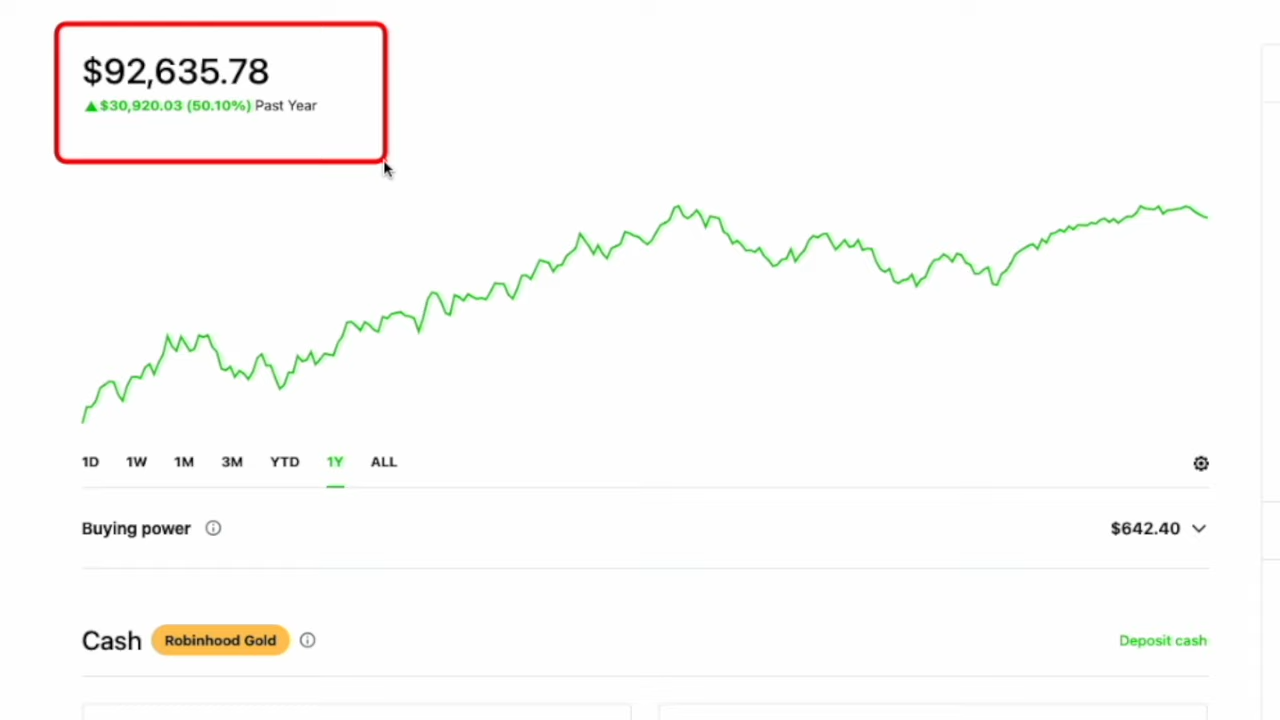 $92,635.78
▲$30,920.03 (50.10%) Past Year
1D 1W 1M 3M YTD 1Y ALL
Buying power $642.40
Cash Robinhood Gold Deposit cash